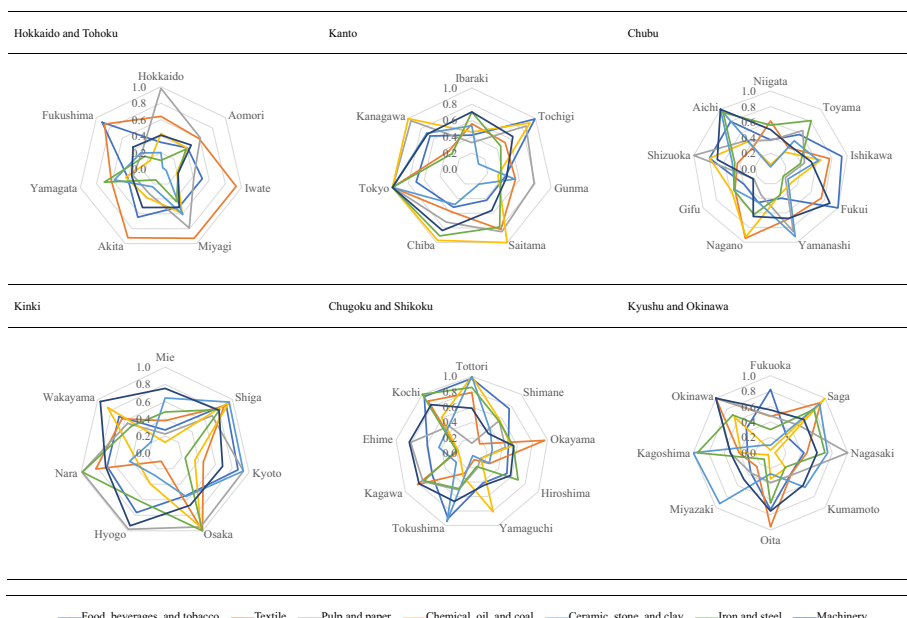 Hokkaido and Tohoku
Kanto
Chubu
Hokkaido
1.0
0.8
0.6
0.4
0.2
0.0
Aomori
Iwate
Miyagi
Akita
Yamagata
Fukushima
Ibaraki
1.0
0.8
0.6
0.4
0.2
0.0
Tochigi
Gunma
Saitama
Chiba
Tokyo
Kanagawa
Niigata
1.0
0.8
0.6
0.4
0.2
0.0
Toyama
Ishikawa
Fukui
Yamanashi
Nagano
Gifu
Shizuoka
Aichi
Kinki
Chugoku and Shikoku
Kyushu and Okinawa
Mie
1.0
0.8
0.6
0.4
0.2
0.0
Shiga
Kyoto
Osaka
Hyogo
Nara
Wakayama
Tottori
1.0
0.8
0.6
0.4
0.2
0.0
Shimane
Okayama
Hiroshima
Yamaguchi
Tokushima
Kagawa
Ehime
Kochi
Fukuoka
1.0
0.8
0.6
0.4
0.2
0.0
Saga
Nagasaki
Kumamoto
Oita
Miyazaki
Kagoshima
Okinawa
Food, beverages, and tobacco Textile Pulp and paper Chemical, oil, and coal Ceramic, stone, and clay Iron and steel Machinery